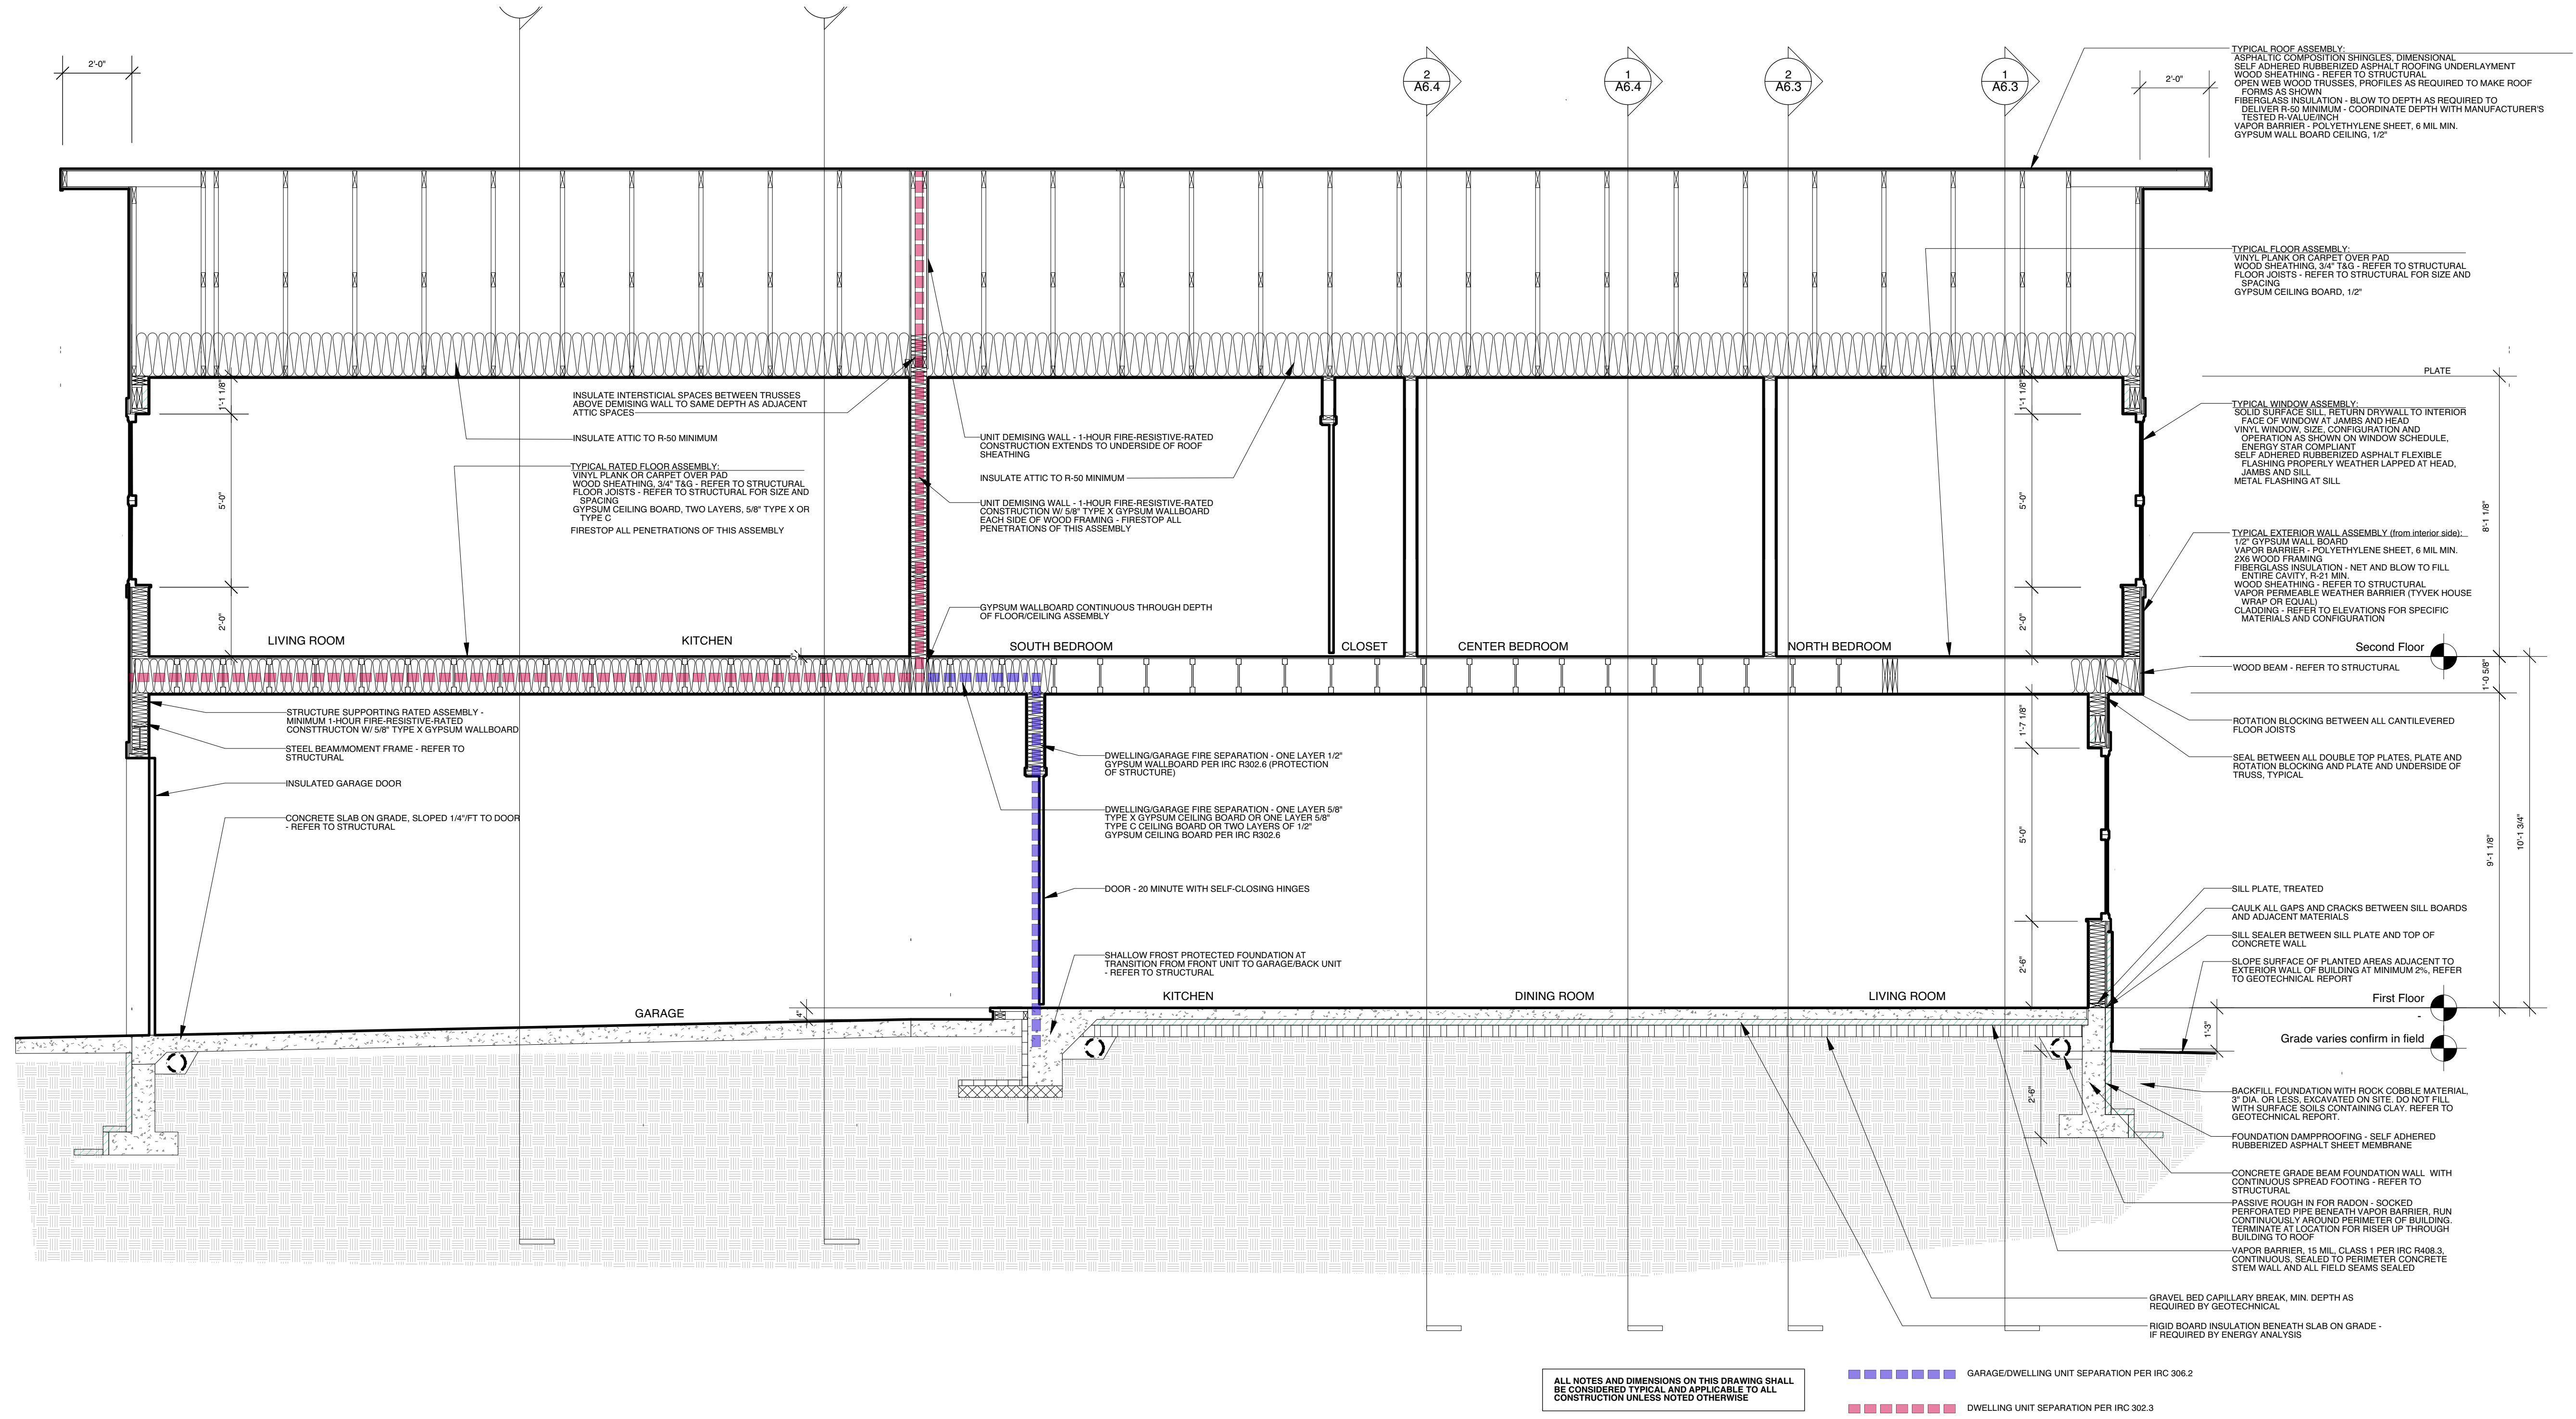 2'-0"
2
A6.4
1
A6.4
2
A6.3
1
A6.3
2'-0"
TYPICAL ROOF ASSEMBLY:
ASPHALTIC COMPOSITION SHINGLES, DIMENSIONAL
SELF ADHERED RUBBERIZED ASPHALT ROOFING UNDERLAYMENT
WOOD SHEATHING - REFER TO STRUCTURAL
OPEN WEB WOOD TRUSSES, PROFILES AS REQUIRED TO MAKE ROOF
FORMS AS SHOWN
FIBERGLASS INSULATION - BLOW TO DEPTH AS REQUIRED TO
DELIVER R-50 MINIMUM - COORDINATE DEPTH WITH MANUFACTURER'S
TESTED R-VALUE/INCH
VAPOR BARRIER - POLYETHYLENE SHEET, 6 MIL MIN.
GYPSUM WALL BOARD CEILING, 1/2"
TYPICAL FLOOR ASSEMBLY:
VINYL PLANK OR CARPET OVER PAD
WOOD SHEATHING, 3/4" T&G - REFER TO STRUCTURAL
FLOOR JOISTS - REFER TO STRUCTURAL FOR SIZE AND
SPACING
GYPSUM CEILING BOARD, 1/2"
PLATE
TYPICAL WINDOW ASSEMBLY:
SOLID SURFACE SILL, RETURN DRYWALL TO INTERIOR
FACE OF WINDOW AT JAMBS AND HEAD
VINYL WINDOW, SIZE, CONFIGURATION AND
OPERATION AS SHOWN ON WINDOW SCHEDULE,
ENERGY STAR COMPLIANT
SELF ADHERED RUBBERIZED ASPHALT FLEXIBLE
FLASHING PROPERLY WEATHER LAPPED AT HEAD,
JAMBS AND SILL
METAL FLASHING AT SILL
TYPICAL EXTERIOR WALL ASSEMBLY (from interior side):
1/2" GYPSUM WALL BOARD
VAPOR BARRIER - POLYETHYLENE SHEET, 6 MIL MIN.
2X6 WOOD FRAMING
FIBERGLASS INSULATION - NET AND BLOW TO FILL
ENTIRE CAVITY, R-21 MIN.
WOOD SHEATHING - REFER TO STRUCTURAL
VAPOR PERMEABLE WEATHER BARRIER (TYVEK HOUSE
WRAP OR EQUAL)
CLADDING - REFER TO ELEVATIONS FOR SPECIFIC
MATERIALS AND CONFIGURATION
1'-1 1/8"
5'-0"
2'-0"
INSULATE INTERSTICIAL SPACES BETWEEN TRUSSES
ABOVE DEMISING WALL TO SAME DEPTH AS ADJACENT
ATTIC SPACES
INSULATE ATTIC TO R-50 MINIMUM
TYPICAL RATED FLOOR ASSEMBLY:
VINYL PLANK OR CARPET OVER PAD
WOOD SHEATHING, 3/4" T&G - REFER TO STRUCTURAL
FLOOR JOISTS - REFER TO STRUCTURAL FOR SIZE AND
SPACING
GYPSUM CEILING BOARD, TWO LAYERS, 5/8" TYPE X OR
TYPE C
FIRESTOP ALL PENETRATIONS OF THIS ASSEMBLY
UNIT DEMISING WALL - 1-HOUR FIRE-RESISTIVE-RATED
CONSTRUCTION EXTENDS TO UNDERSIDE OF ROOF
SHEATHING
INSULATE ATTIC TO R-50 MINIMUM
UNIT DEMISING WALL - 1-HOUR FIRE-RESISTIVE-RATED
CONSTRUCTION W/ 5/8" TYPE X GYPSUM WALLBOARD
EACH SIDE OF WOOD FRAMING - FIRESTOP ALL
PENETRATIONS OF THIS ASSEMBLY
GYPSUM WALLBOARD CONTINUOUS THROUGH DEPTH
OF FLOOR/CEILING ASSEMBLY
1'-1 1/8"
5'-0"
2'-0"
8'-1 1/8"
LIVING ROOM
KITCHEN
SOUTH BEDROOM
CLOSET
CENTER BEDROOM
NORTH BEDROOM
Second Floor
WOOD BEAM - REFER TO STRUCTURAL
1'-0 5/8"
ROTATION BLOCKING BETWEEN ALL CANTILEVERED
FLOOR JOISTS
SEAL BETWEEN ALL DOUBLE TOP PLATES, PLATE AND
ROTATION BLOCKING AND PLATE AND UNDERSIDE OF
TRUSS, TYPICAL
STRUCTURE SUPPORTING RATED ASSEMBLY -
MINIMUM 1-HOUR FIRE-RESISTIVE-RATED
CONSTTRUCTON W/ 5/8" TYPE X GYPSUM WALLBOARD
STEEL BEAM/MOMENT FRAME - REFER TO
STRUCTURAL
INSULATED GARAGE DOOR
CONCRETE SLAB ON GRADE, SLOPED 1/4"/FT TO DOOR
- REFER TO STRUCTURAL
DWELLING/GARAGE FIRE SEPARATION - ONE LAYER 1/2"
GYPSUM WALLBOARD PER IRC R302.6 (PROTECTION
OF STRUCTURE)
DWELLING/GARAGE FIRE SEPARATION - ONE LAYER 5/8"
TYPE X GYPSUM CEILING BOARD OR ONE LAYER 5/8"
TYPE C CEILING BOARD OR TWO LAYERS OF 1/2"
GYPSUM CEILING BOARD PER IRC R302.6
DOOR - 20 MINUTE WITH SELF-CLOSING HINGES
SHALLOW FROST PROTECTED FOUNDATION AT
TRANSITION FROM FRONT UNIT TO GARAGE/BACK UNIT
- REFER TO STRUCTURAL
1'-7 1/8"
5'-0"
2'-6"
9'-1 1/8"
10'-1 3/4"
SILL PLATE, TREATED
CAULK ALL GAPS AND CRACKS BETWEEN SILL BOARDS
AND ADJACENT MATERIALS
SILL SEALER BETWEEN SILL PLATE AND TOP OF
CONCRETE WALL
SLOPE SURFACE OF PLANTED AREAS ADJACENT TO
EXTERIOR WALL OF BUILDING AT MINIMUM 2%, REFER
TO GEOTECHNICAL REPORT
GARAGE
4"
KITCHEN
DINING ROOM
LIVING ROOM
First Floor
-
1'-3"
Grade varies confirm in field
2'-6"
BACKFILL FOUNDATION WITH ROCK COBBLE MATERIAL,
3" DIA. OR LESS, EXCAVATED ON SITE. DO NOT FILL
WITH SURFACE SOILS CONTAINING CLAY. REFER TO
GEOTECHNICAL REPORT.
FOUNDATION DAMPPROOFING - SELF ADHERED
RUBBERIZED ASPHALT SHEET MEMBRANE
CONCRETE GRADE BEAM FOUNDATION WALL WITH
CONTINUOUS SPREAD FOOTING - REFER TO
STRUCTURAL
PASSIVE ROUGH IN FOR RADON - SOCKED
PERFORATED PIPE BENEATH VAPOR BARRIER, RUN
CONTINUOUSLY AROUND PERIMETER OF BUILDING.
TERMINATE AT LOCATION FOR RISER UP THROUGH
BUILDING TO ROOF
VAPOR BARRIER, 15 MIL, CLASS 1 PER IRC R408.3,
CONTINUOUS, SEALED TO PERIMETER CONCRETE
STEM WALL AND ALL FIELD SEAMS SEALED
GRAVEL BED CAPILLARY BREAK, MIN. DEPTH AS
REQUIRED BY GEOTECHNICAL
RIGID BOARD INSULATION BENEATH SLAB ON GRADE -
IF REQUIRED BY ENERGY ANALYSIS
ALL NOTES AND DIMENSIONS ON THIS DRAWING SHALL
BE CONSIDERED TYPICAL AND APPLICABLE TO ALL
CONSTRUCTION UNLESS NOTED OTHERWISE
GARAGE/DWELLING UNIT SEPARATION PER IRC 306.2
DWELLING UNIT SEPARATION PER IRC 302.3